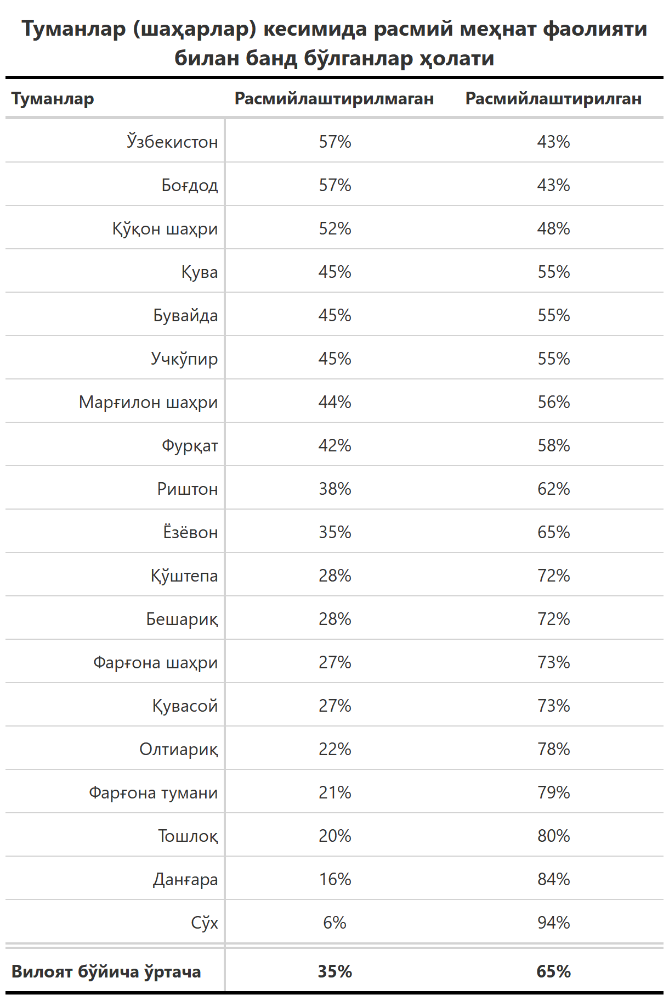 Туманлар (шаҳарлар) кесимида расмий меҳнат фаолияти
билан банд бўлганлар ҳолати
Туманлар Расмийлаштирилмаган Расмийлаштирилган
Ўзбекистон 57% 43%
Боғдод 57% 43%
Қўқон шаҳри 52% 48%
Қува 45% 55%
Бувайда 45% 55%
Учкўпир 45% 55%
Марғилон шаҳри 44% 56%
Фурқат 42% 58%
Риштон 38% 62%
Ёзёвон 35% 65%
Қўштепа 28% 72%
Бешариқ 28% 72%
Фарғона шаҳри 27% 73%
Қувасой 27% 73%
Олтиариқ 22% 78%
Фарғона тумани 21% 79%
Тошлоқ 20% 80%
Данғара 16% 84%
Сўх 6% 94%
Вилоят бўйича ўртача 35% 65%